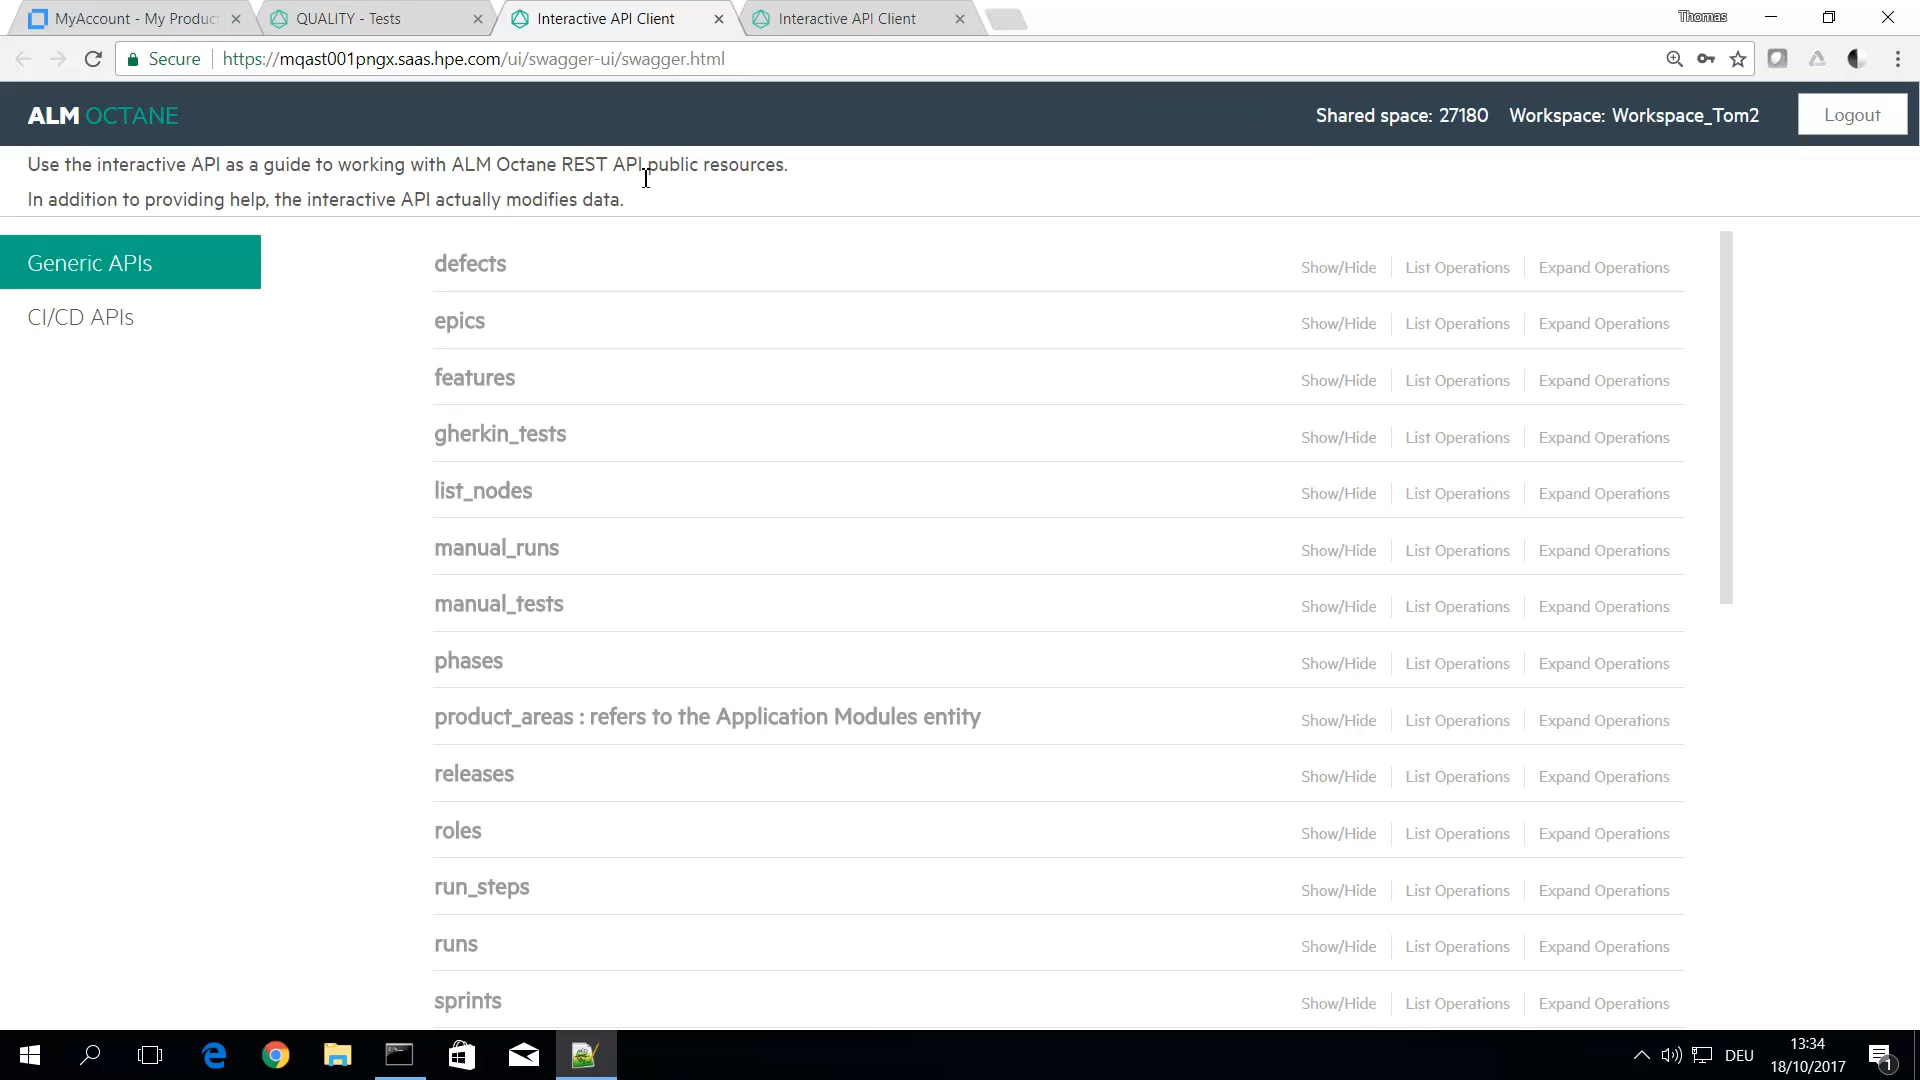 MyAccount - My Produc
QUALITY - Tests
Interactive API Client
Interactive API Client
Thomas
Secure
https://mqast001pngx.saas.hpe.com/ui/swagger-ui/swagger.html
ALM OCTANE
Shared space: 27180
Workspace: Workspace_Tom2
Logout
Use the interactive API as a guide to working with ALM Octane REST API public resources.
In addition to providing help, the interactive API actually modifies data.
Generic APIs
CI/CD APIs
defects Show/Hide List Operations Expand Operations
epics Show/Hide List Operations Expand Operations
features Show/Hide List Operations Expand Operations
gherkin_tests Show/Hide List Operations Expand Operations
list_nodes Show/Hide List Operations Expand Operations
manual_runs Show/Hide List Operations Expand Operations
manual_tests Show/Hide List Operations Expand Operations
phases Show/Hide List Operations Expand Operations
product_areas : refers to the Application Modules entity Show/Hide List Operations Expand Operations
releases Show/Hide List Operations Expand Operations
roles Show/Hide List Operations Expand Operations
run_steps Show/Hide List Operations Expand Operations
runs Show/Hide List Operations Expand Operations
sprints Show/Hide List Operations Expand Operations
DEU
13:34
18/10/2017
1